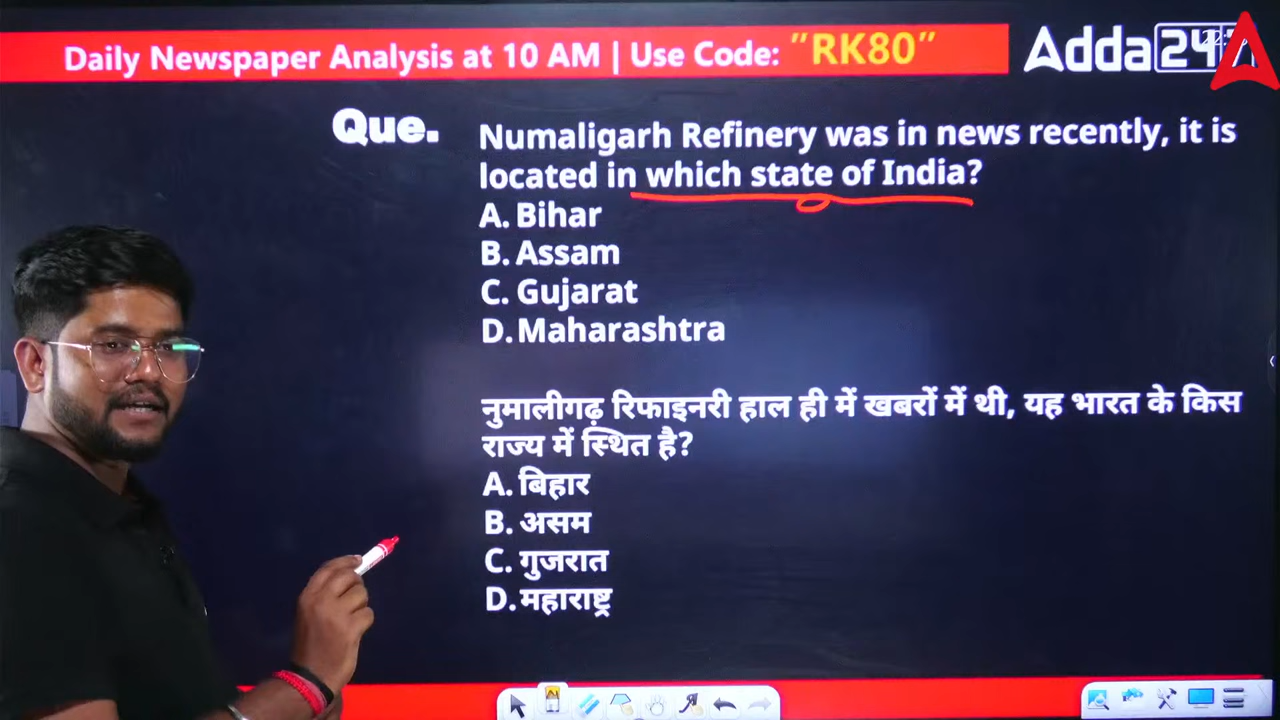 Daily Newspaper Analysis at 10 AM | Use Code: "RK80"
Adda247
Que.
Numaligarh Refinery was in news recently, it is
located in which state of India?
A. Bihar
B. Assam
C. Gujarat
D. Maharashtra
नुमालीगढ़ रिफाइनरी हाल ही में खबरों में थी, यह भारत के किस
राज्य में स्थित है?
A. बिहार
B. असम
C. गुजरात
D. महाराष्ट्र